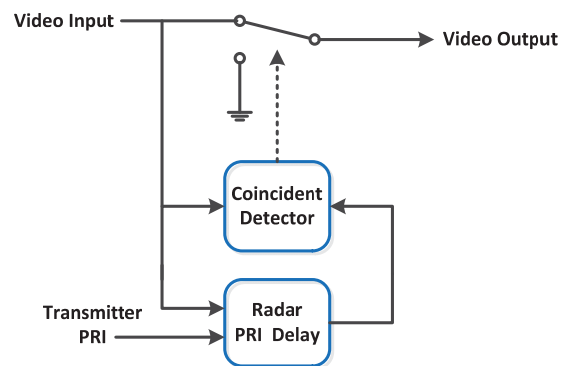 Video Input
Video Output
Coincident
Detector
Transmitter
PRI
Radar
PRI Delay